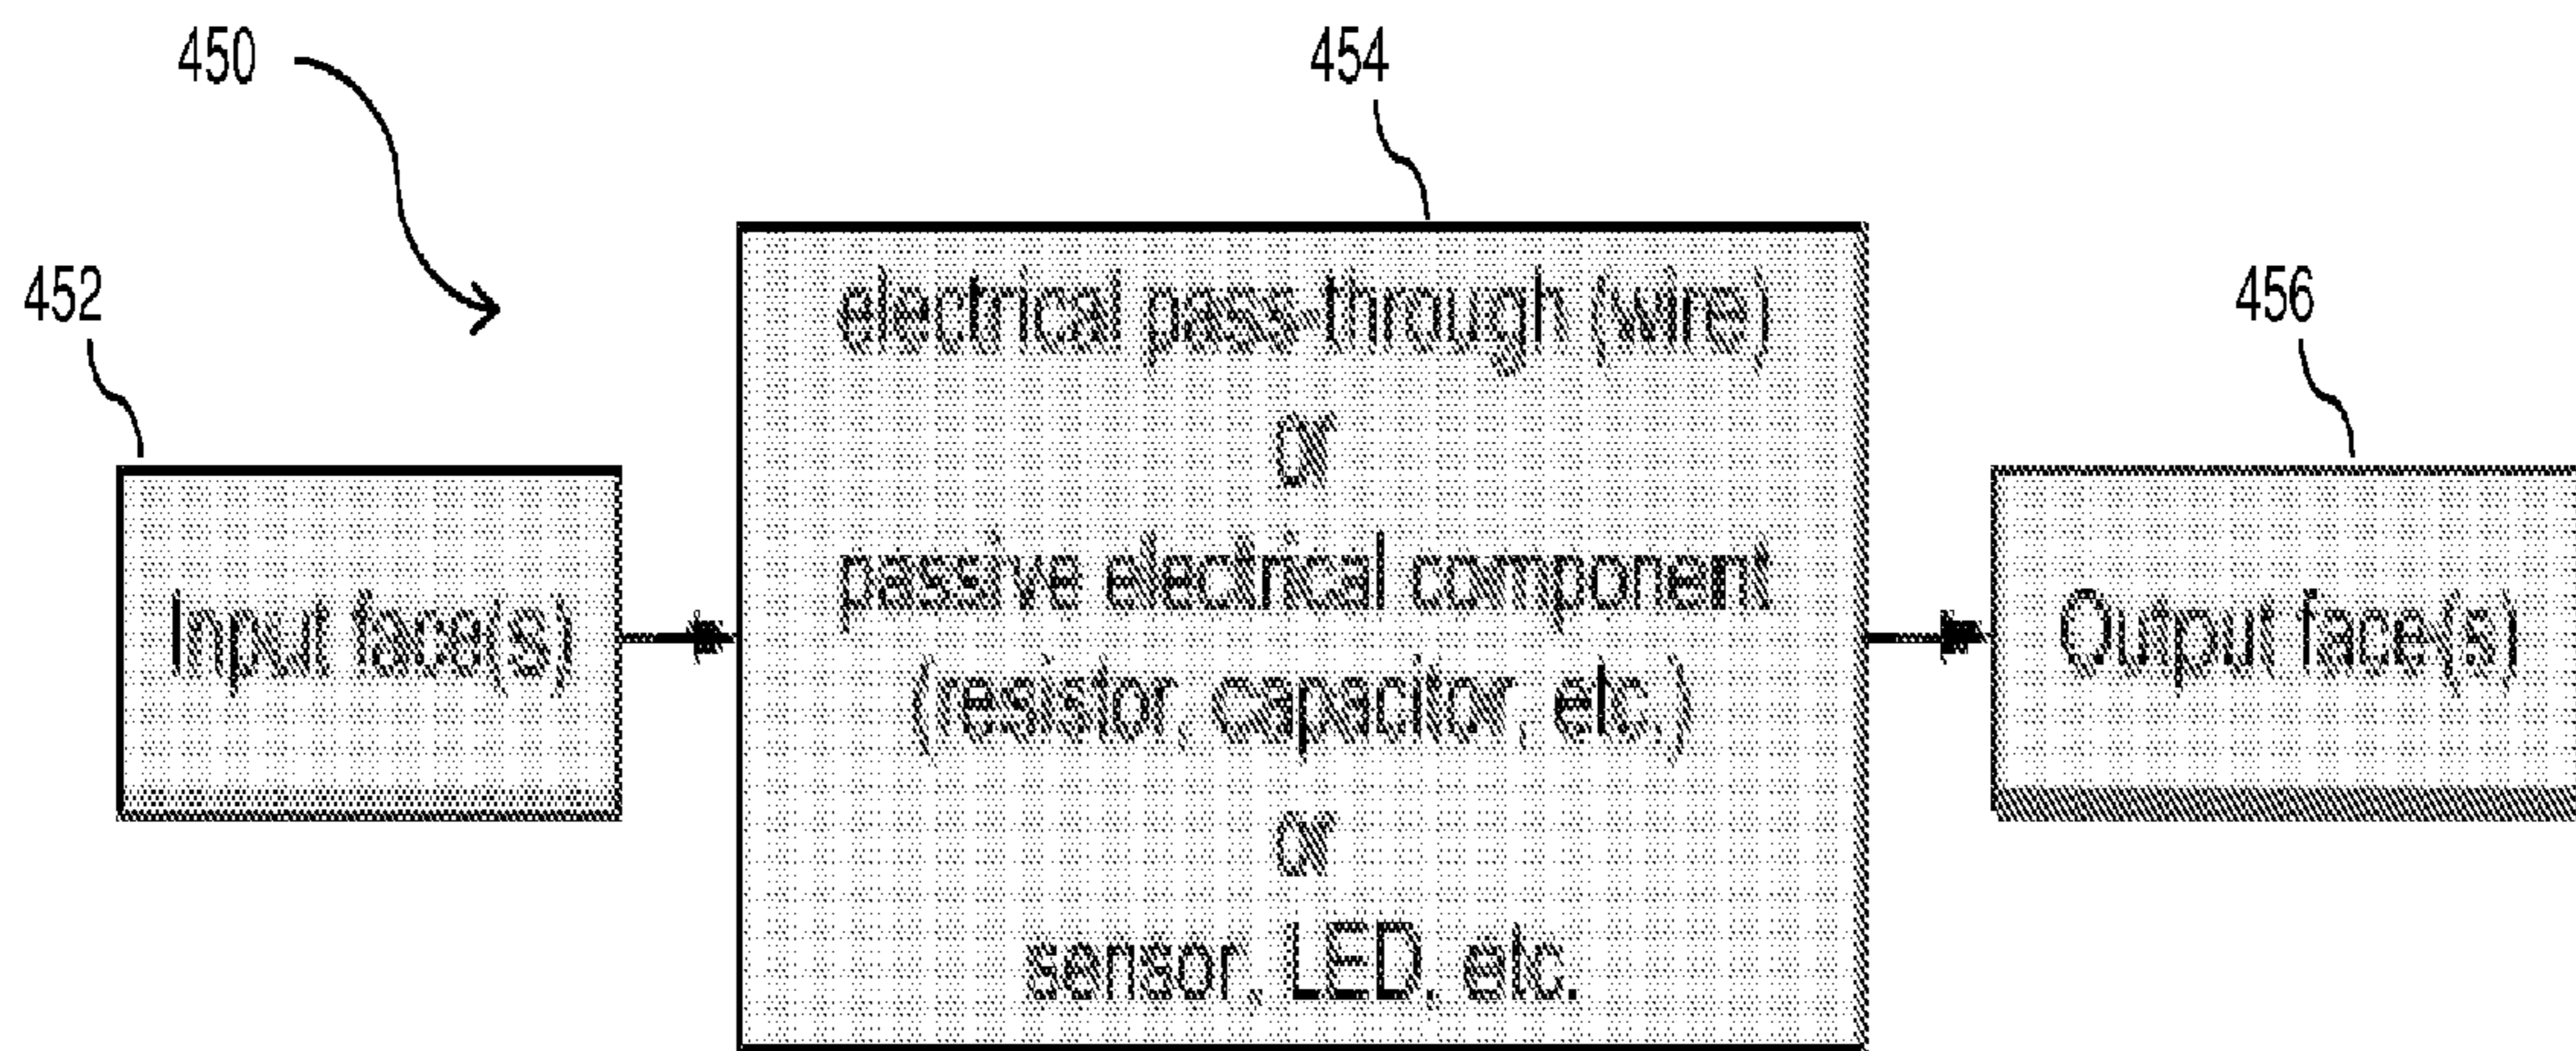 450
454
452
456
electrical pass-through (wire)
or
passive electrical component
(resistor, capacitor, etc.)
or
sensor, LED, etc.
Input face(s)
Output face(s)